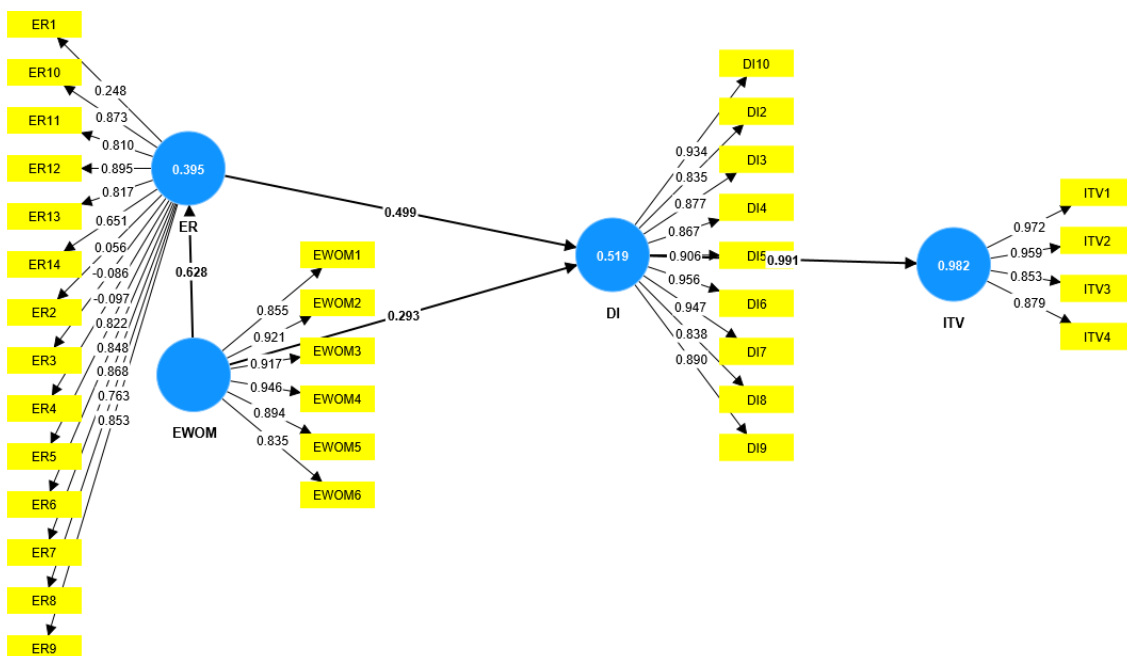 ER1
ER10
ER11
ER12
ER13
ER14
ER2
ER3
ER4
ER5
ER6
ER7
ER8
ER9
0.248
0.873
0.810
0.895
0.817
0.651
0.056
-0.086
-0.097
0.822
0.848
0.868
0.763
0.853
0.395
ER
0.628
EWOM
0.499
0.293
EWOM1
EWOM2
EWOM3
EWOM4
EWOM5
EWOM6
0.855
0.921
0.917
0.946
0.894
0.835
0.519
DI
DI10
DI2
DI3
DI4
DI5
DI6
DI7
DI8
DI9
0.934
0.835
0.877
0.867
0.906
0.956
0.947
0.838
0.890
0.991
0.982
ITV
0.972
0.959
0.853
0.879
ITV1
ITV2
ITV3
ITV4